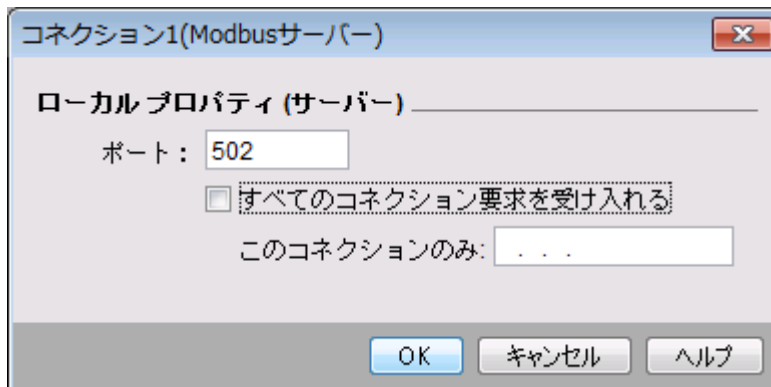 コネクション1(Modbusサーバー)
ローカル プロパティ (サーバー)
ポート: 502
すべてのコネクション要求を受け入れる
このコネクションのみ: . . .
OK キャンセル ヘルプ